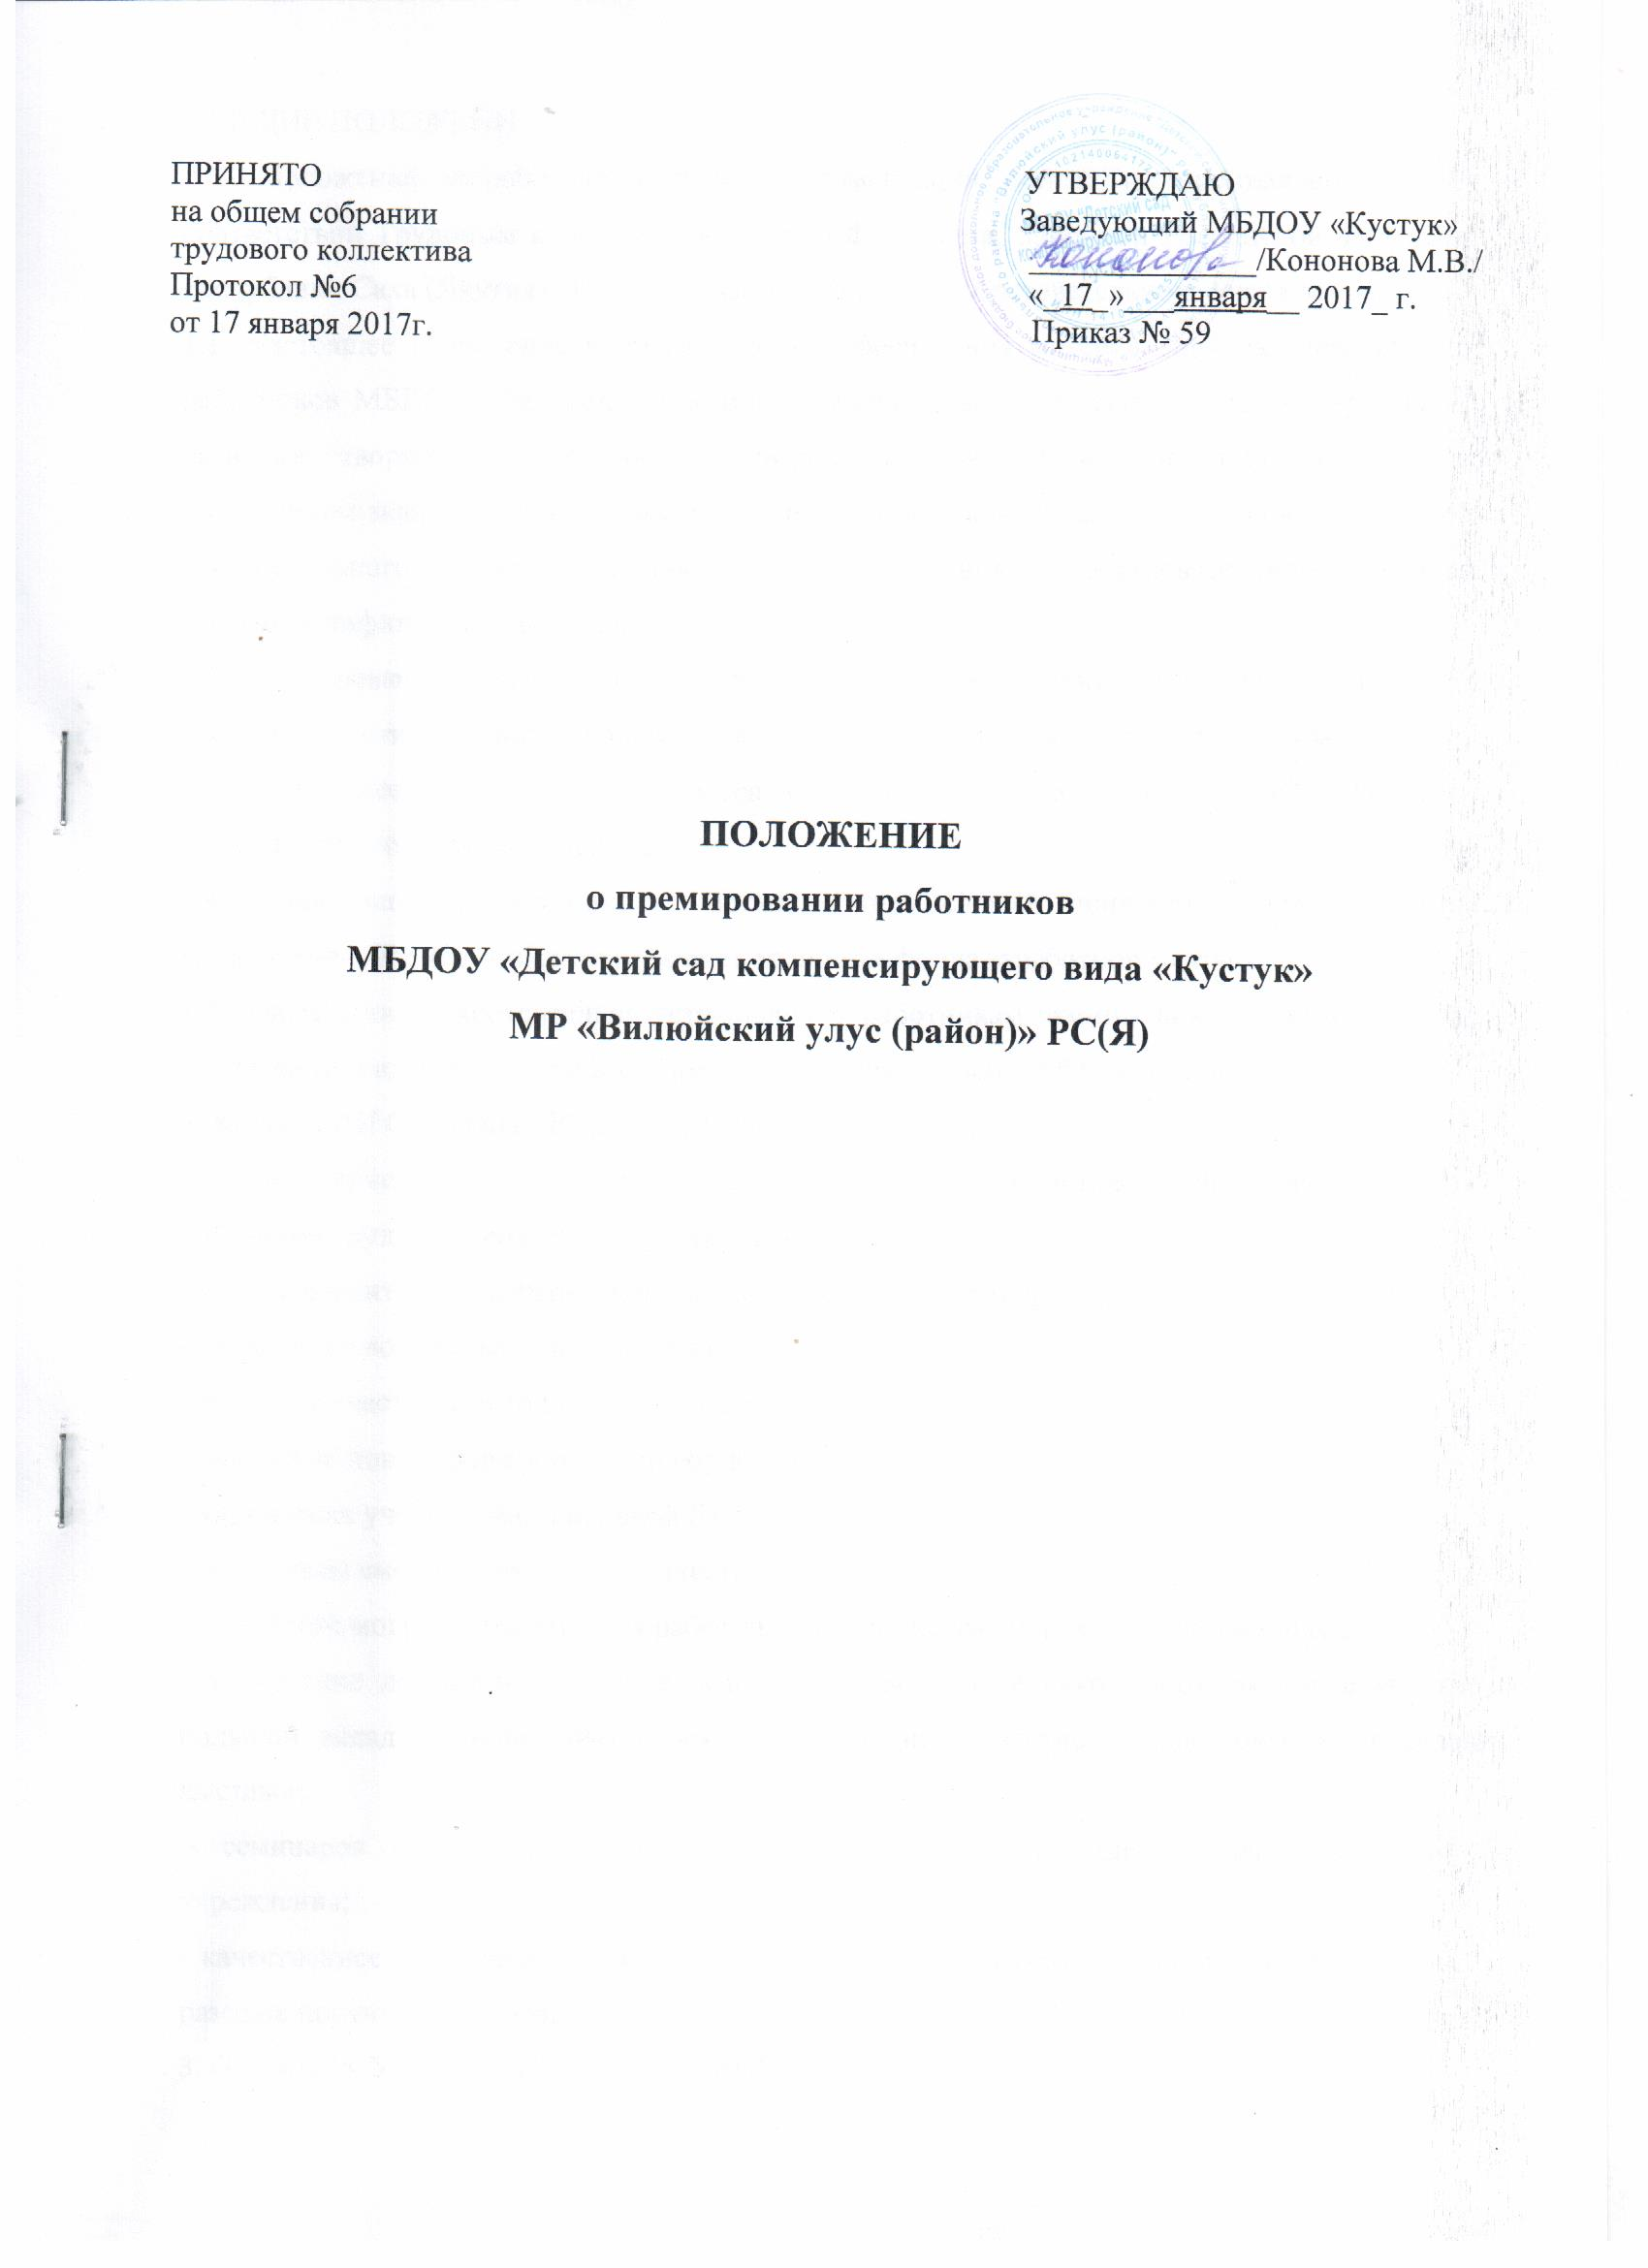 ПРИНЯТО
на общем собрании
трудового коллектива
Протокол №6
от 17 января 2017г.
УТВЕРЖДАЮ
Заведующий МБДОУ «Кустук»
Кононова /Кононова М.В./
«_17_» ___января__ 2017_ г.
Приказ № 59
ПОЛОЖЕНИЕ
о премировании работников
МБДОУ «Детский сад компенсирующего вида «Кустук»
МР «Вилюйский улус (район)» РС(Я)